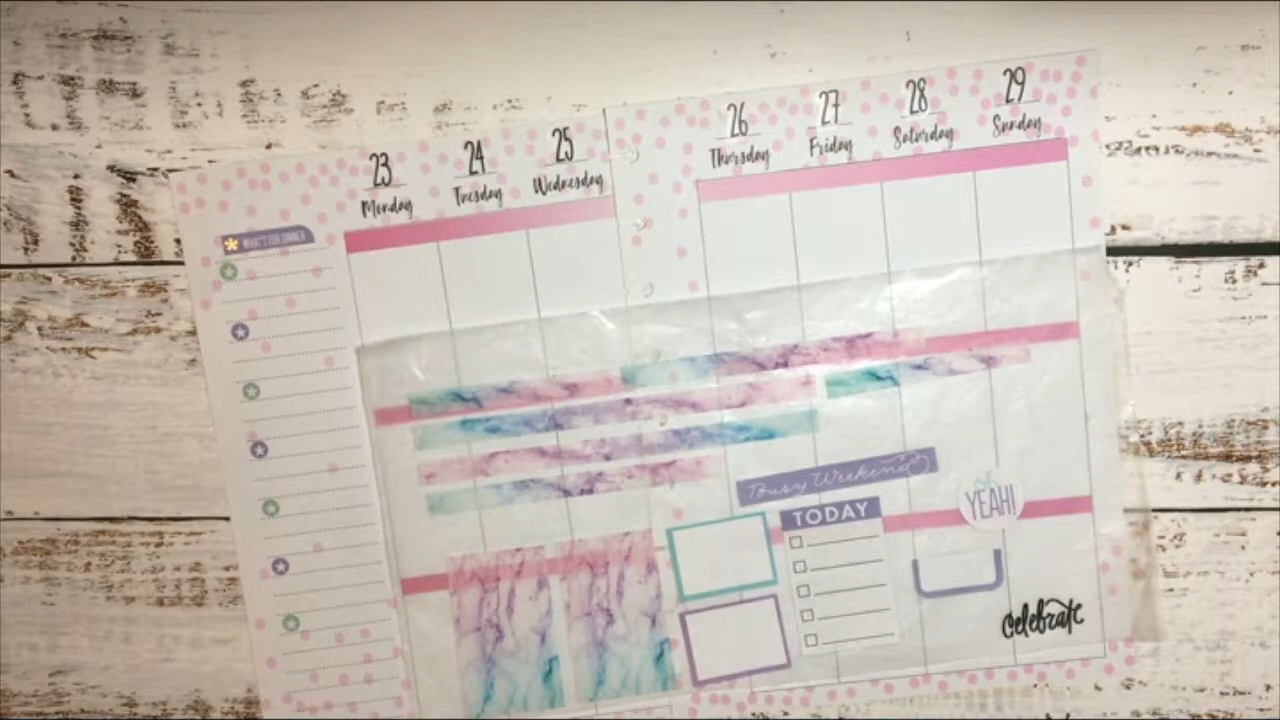 23 24 25 26 27 28 29
Monday Tuesday Wednesday Thursday Friday Saturday Sunday
WHAT'S FOR DINNER
Busy Weekend
TODAY
oh
YEAH!
celebrate